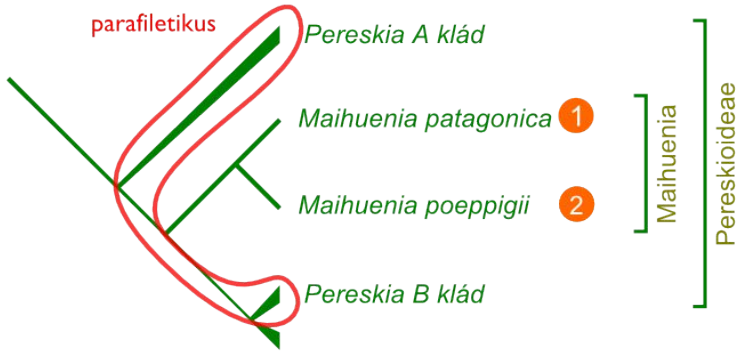 parafiletikus
Pereskia A klád
Maihuenia patagonica 1
Maihuenia poeppigii 2
Pereskia B klád
Maihuenia
Pereskioideae